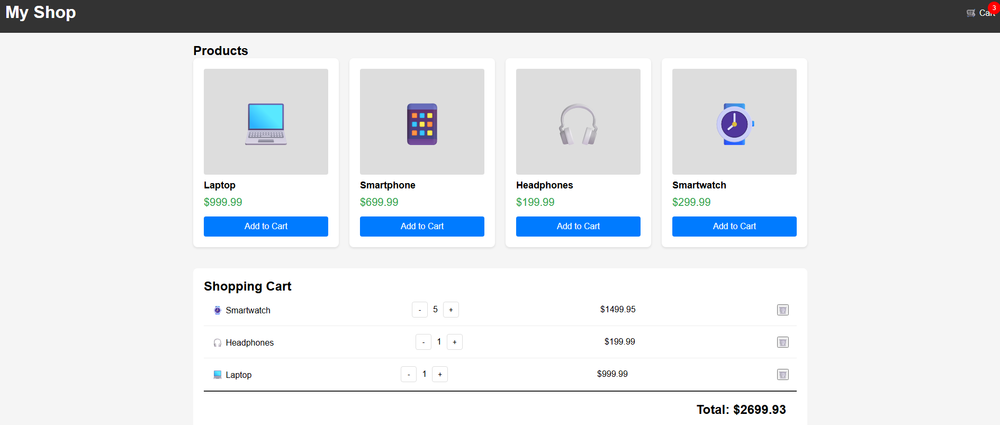 My Shop
🛒 Cart 3
Products
Laptop
$999.99
Add to Cart
Smartphone
$699.99
Add to Cart
Headphones
$199.99
Add to Cart
Smartwatch
$299.99
Add to Cart
Shopping Cart
Smartwatch - 5 + $1499.95
Headphones - 1 + $199.99
Laptop - 1 + $999.99
Total: $2699.93